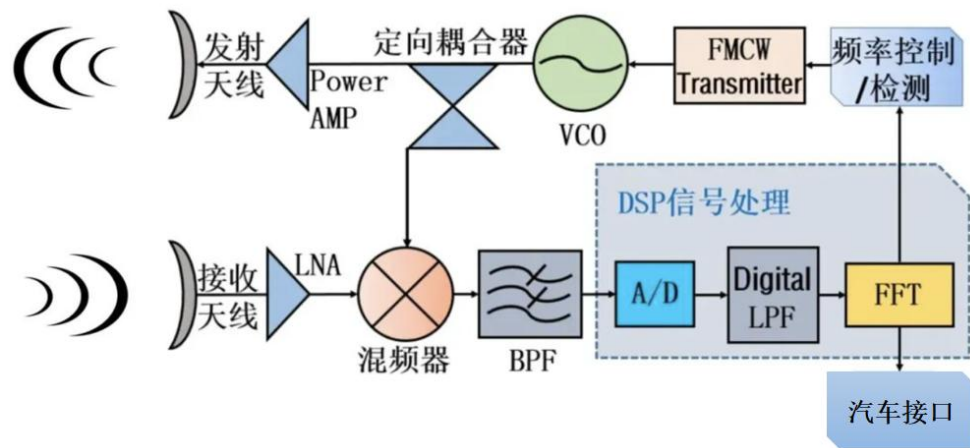 发射
天线
Power
AMP
定向耦合器
VCO
FMCW
Transmitter
频率控制
/检测
DSP信号处理
接收
天线
LNA
混频器
BPF
A/D
Digital
LPF
FFT
汽车接口